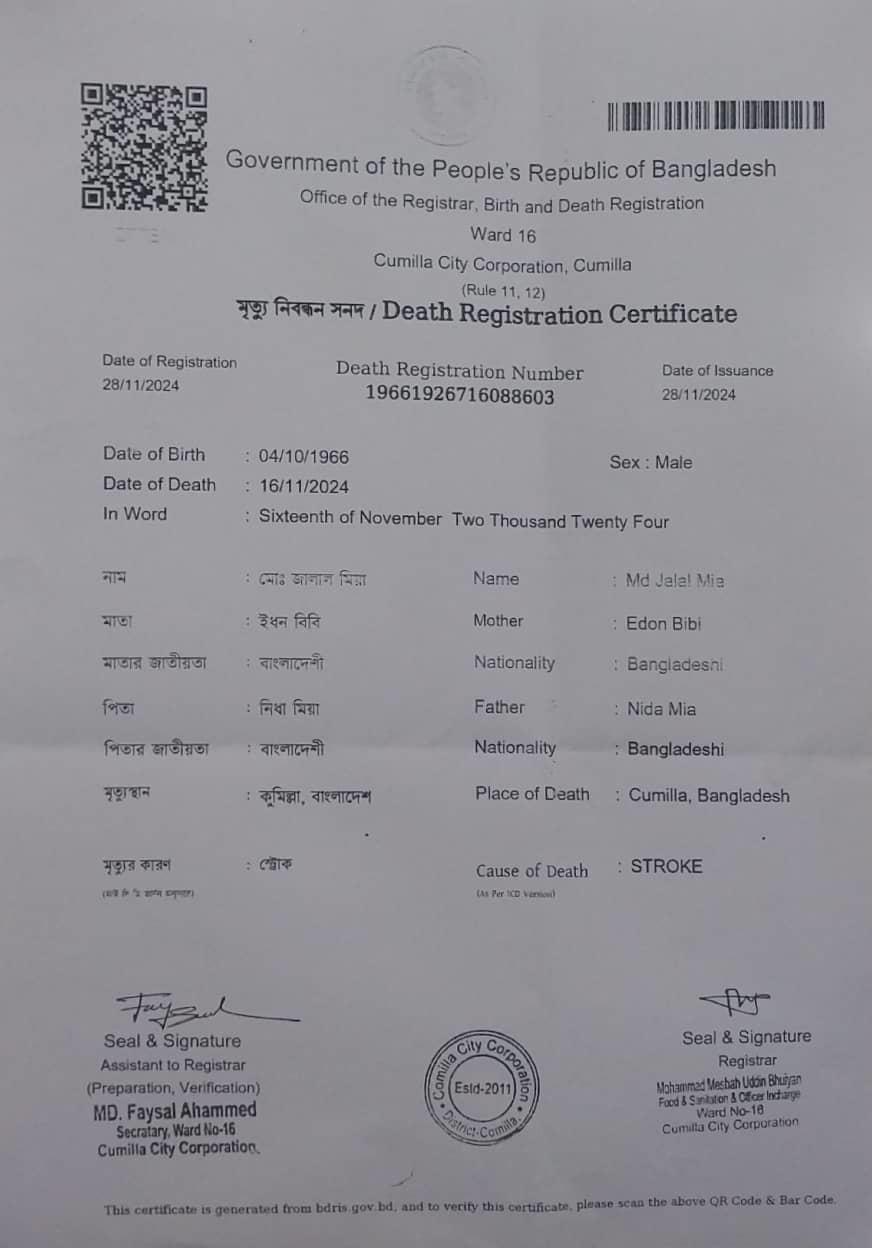 Government of the People's Republic of Bangladesh
Office of the Registrar, Birth and Death Registration
Ward 16
Cumilla City Corporation, Cumilla
(Rule 11, 12)
মৃত্যু নিবন্ধন সনদ / Death Registration Certificate
Date of Registration Death Registration Number Date of Issuance
28/11/2024 19661926716088603 28/11/2024
Date of Birth : 04/10/1966 Sex : Male
Date of Death : 16/11/2024
In Word : Sixteenth of November Two Thousand Twenty Four
নাম : মোঃ জালাল মিয়া Name : Md Jalal Mia
মাতা : ইধন বিবি Mother : Edon Bibi
মাতার জাতীয়তা : বাংলাদেশী Nationality : Bangladeshi
পিতা : নিধা মিয়া Father : Nida Mia
পিতার জাতীয়তা : বাংলাদেশী Nationality : Bangladeshi
মৃত্যুস্থান : কুমিল্লা, বাংলাদেশ Place of Death : Cumilla, Bangladesh
মৃত্যুর কারণ : স্ট্রোক Cause of Death : STROKE
(As Per ICD Version)
Seal & Signature
Assistant to Registrar
(Preparation, Verification)
MD. Faysal Ahammed
Secratary, Ward No-16
Cumilla City Corporation.
Comilla City Corporation
Estd-2011
District-Comilla.
Seal & Signature
Registrar
Mohammad Mesbah Uddin Bhuiyan
Food & Sanitation & Officer Incharge
Ward No-16
Cumilla City Corporation
This certificate is generated from bdris.gov.bd, and to verify this certificate, please scan the above QR Code & Bar Code.